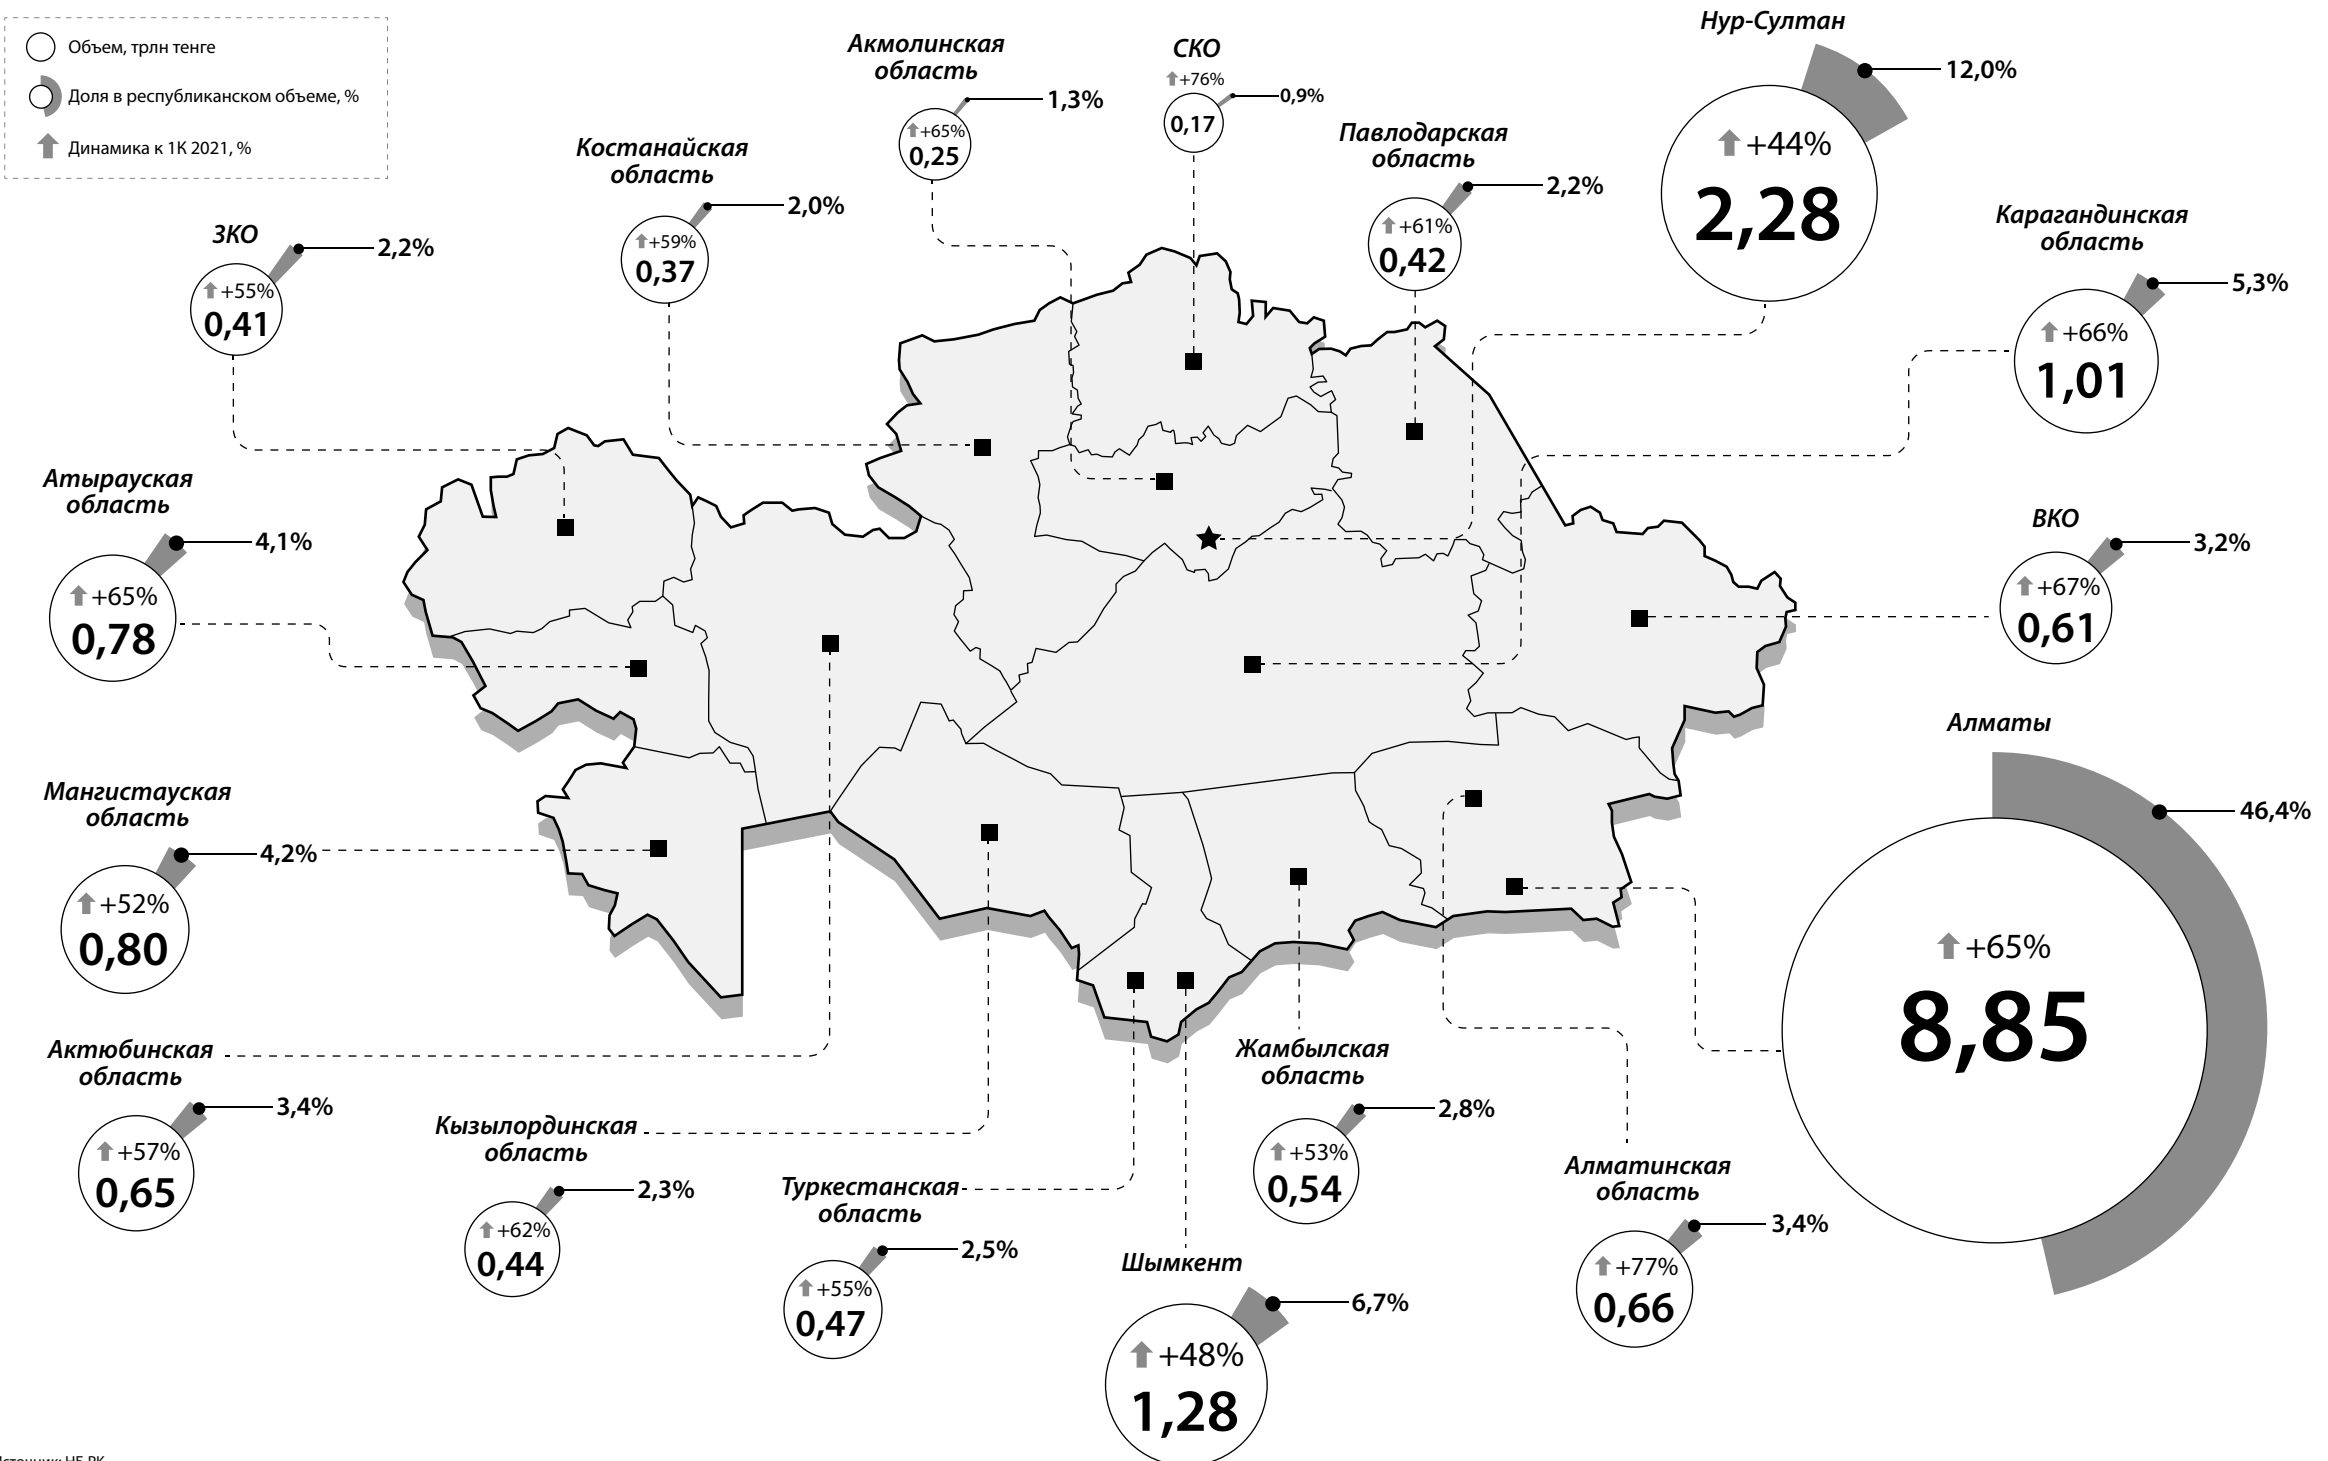 Объем, трлн тенге
Доля в республиканском объеме, %
Динамика к 1К 2021, %
Акмолинская
область
1,3%
+65%
0,25
СКО
+76%
0,9%
0,17
Нур-Султан
12,0%
+44%
2,28
Костанайская
область
2,0%
+59%
0,37
Павлодарская
область
2,2%
+61%
0,42
ЗКО
2,2%
+55%
0,41
Карагандинская
область
5,3%
+66%
1,01
Атырауская
область
4,1%
+65%
0,78
ВКО
3,2%
+67%
0,61
Мангистауская
область
4,2%
+52%
0,80
Алматы
46,4%
+65%
8,85
Актюбинская
область
3,4%
+57%
0,65
Кызылординская
область
2,3%
+62%
0,44
Туркестанская
область
2,5%
+55%
0,47
Шымкент
6,7%
+48%
1,28
Жамбылская
область
2,8%
+53%
0,54
Алматинская
область
3,4%
+77%
0,66